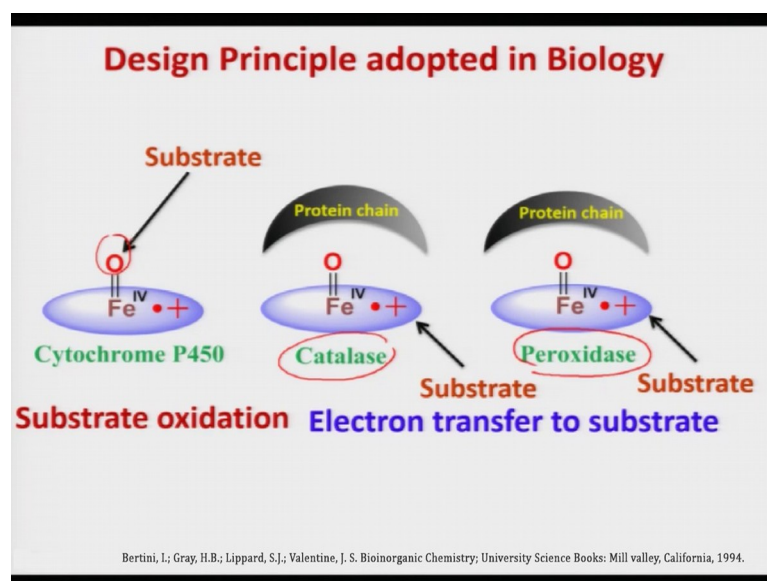 Design Principle adopted in Biology
Substrate
Protein chain
Protein chain
O
O
O
Fe IV •+
Fe IV •+
Fe IV •+
Cytochrome P450
Catalase
Peroxidase
Substrate
Substrate
Substrate oxidation
Electron transfer to substrate
Bertini, I.; Gray, H.B.; Lippard, S.J.; Valentine, J. S. Bioinorganic Chemistry; University Science Books: Mill valley, California, 1994.